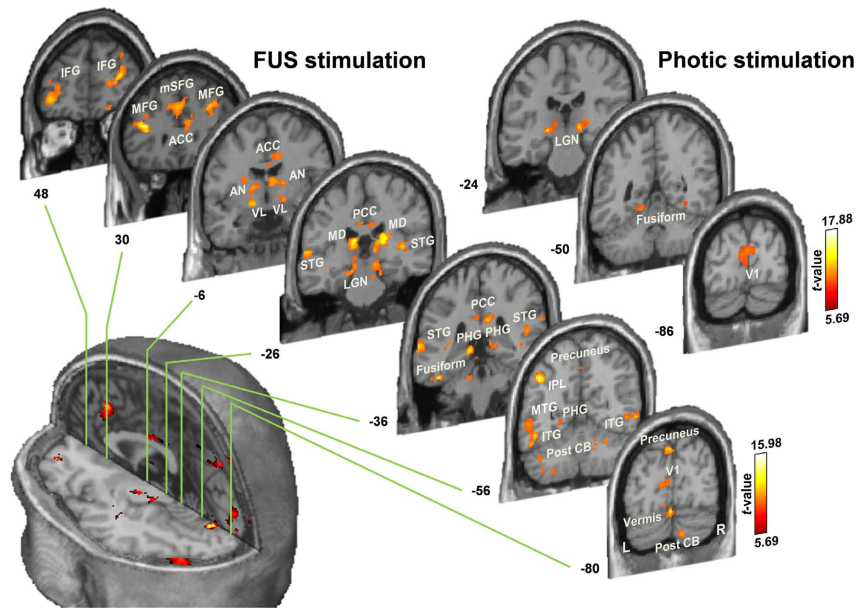 FUS stimulation
Photic stimulation
IFG IFG
48
mSFG
MFG MFG
ACC
30
ACC
AN AN
VL VL
-6
PCC
MD MD
STG STG
LGN
-26
PCC
STG STG
PHG PHG
Fusiform
-36
Precuneus
IPL
MTG PHG
ITG ITG
Post CB
-56
Precuneus
V1
Vermis
Post CB
L R
-80
LGN
-24
Fusiform
-50
V1
-86
17.88
t-value
5.69
15.98
t-value
5.69